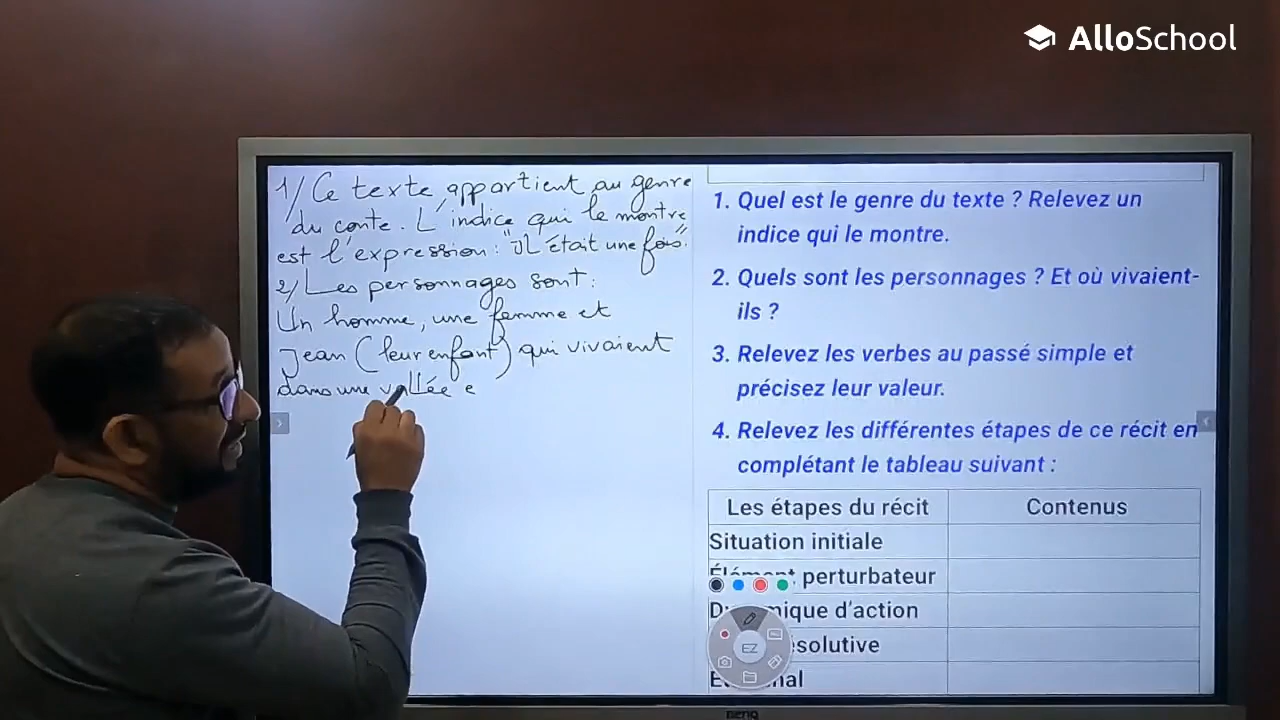 AlloSchool
1/ Ce texte, appartient au genre
du conte. L'indice qui le montre
est l'expression: "Il était une fois".
2/ Les personnages sont:
Un homme, une femme et
Jean (leur enfant) qui vivaient
dans une vallée e
1. Quel est le genre du texte ? Relevez un
indice qui le montre.
2. Quels sont les personnages ? Et où vivaient-
ils ?
3. Relevez les verbes au passé simple et
précisez leur valeur.
4. Relevez les différentes étapes de ce récit en
complétant le tableau suivant :
Les étapes du récit Contenus
Situation initiale
Élément perturbateur
d'action
EZ
BenQ